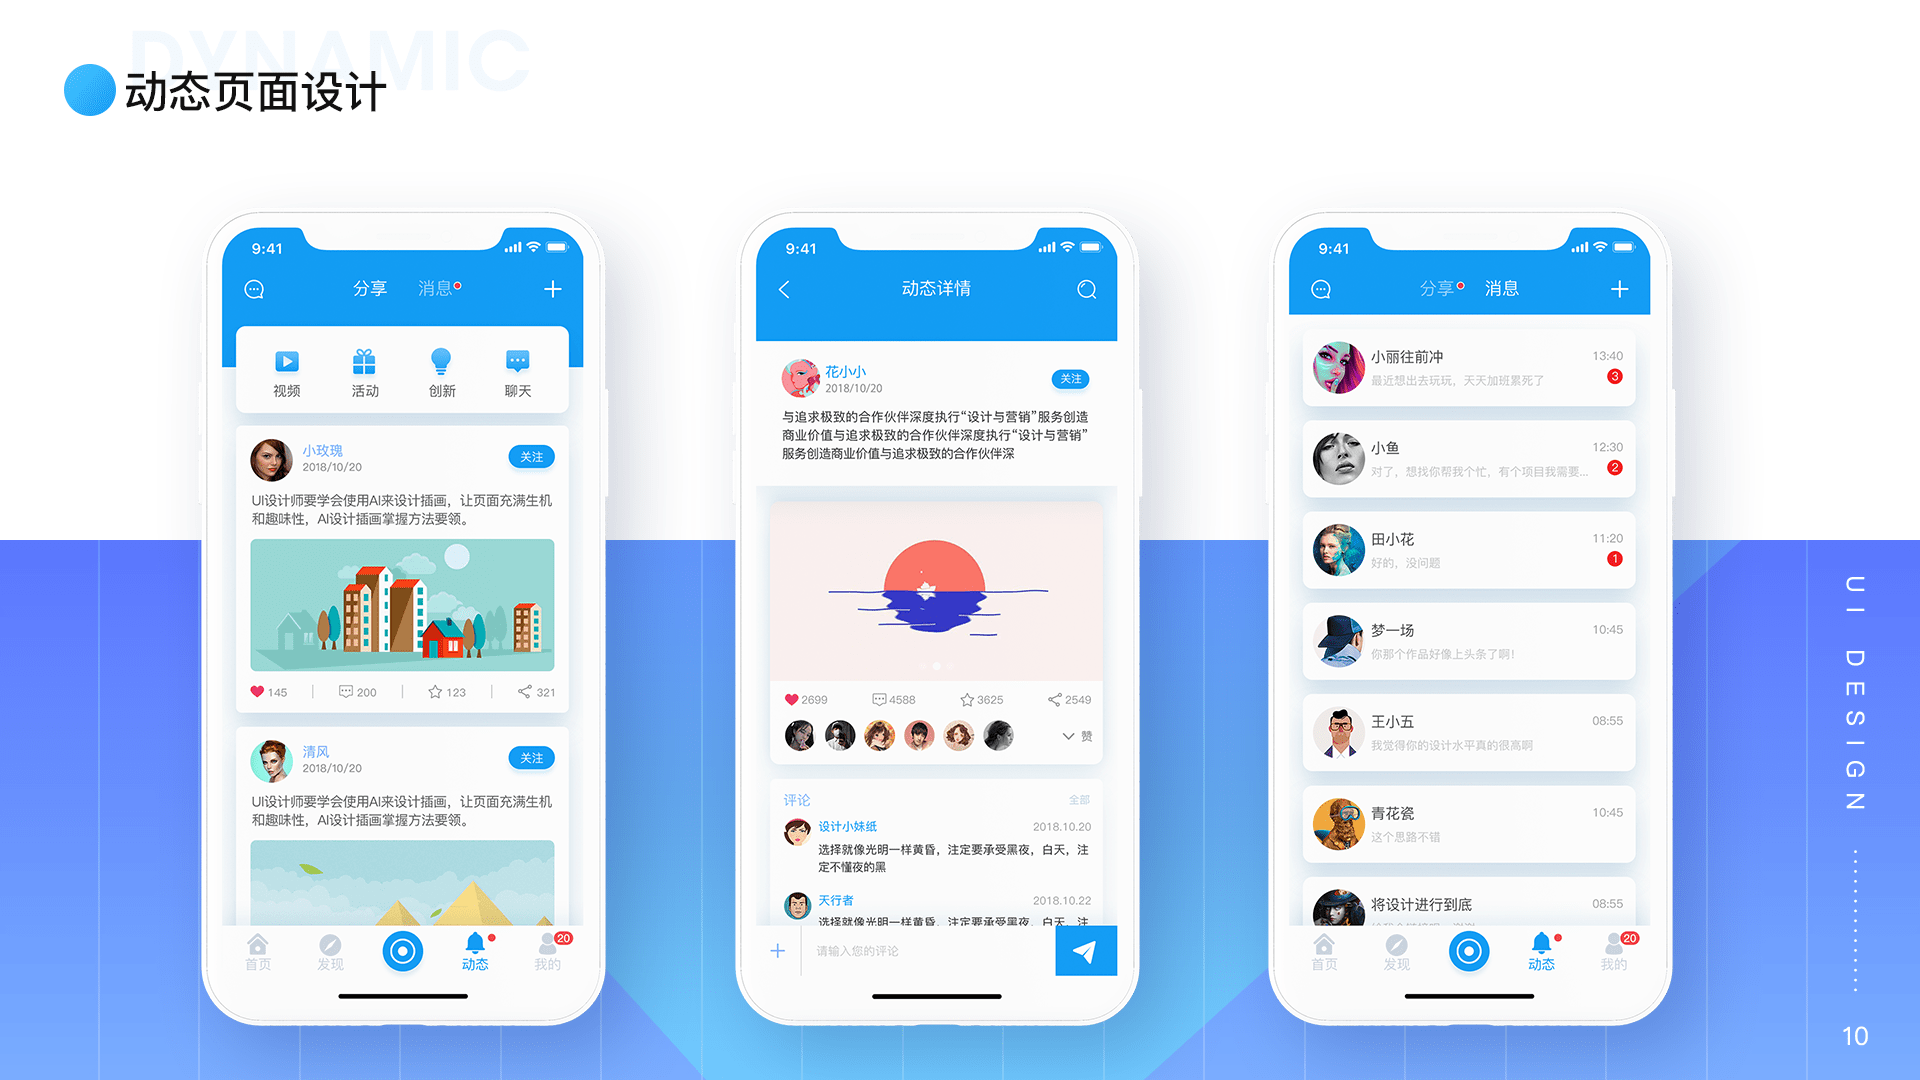 DYNAMIC
动态页面设计
9:41
分享
消息
视频
活动
创新
聊天
小玫瑰
2018/10/20
关注
UI设计师要学会使用AI来设计插画，让页面充满生机
和趣味性，AI设计插画掌握方法要领。
145
200
123
321
清风
2018/10/20
关注
UI设计师要学会使用AI来设计插画，让页面充满生机
和趣味性，AI设计插画掌握方法要领。
首页
发现
动态
我的
20
9:41
动态详情
花小小
2018/10/20
关注
与追求极致的合作伙伴深度执行“设计与营销”服务创造
商业价值与追求极致的合作伙伴深度执行“设计与营销”
服务创造商业价值与追求极致的合作伙伴深
2699
4588
3625
2549
赞
评论
全部
设计小妹纸
2018.10.20
选择就像光明一样黄昏，注定要承受黑夜，白天，注
定不懂夜的黑
天行者
2018.10.22
选择就像光明一样黄昏，注定要承受黑夜，白天，注
请输入您的评论
9:41
分享
消息
小丽往前冲
13:40
最近想出去玩玩，天天加班累死了
3
小鱼
12:30
对了，想找你帮我个忙，有个项目我需要...
2
田小花
11:20
好的，没问题
1
梦一场
10:45
你那个作品好像上头条了啊！
王小五
08:55
我觉得你的设计水平真的很高啊
青花瓷
10:45
这个思路不错
将设计进行到底
08:55
首页
发现
动态
我的
20
UI DESIGN
10